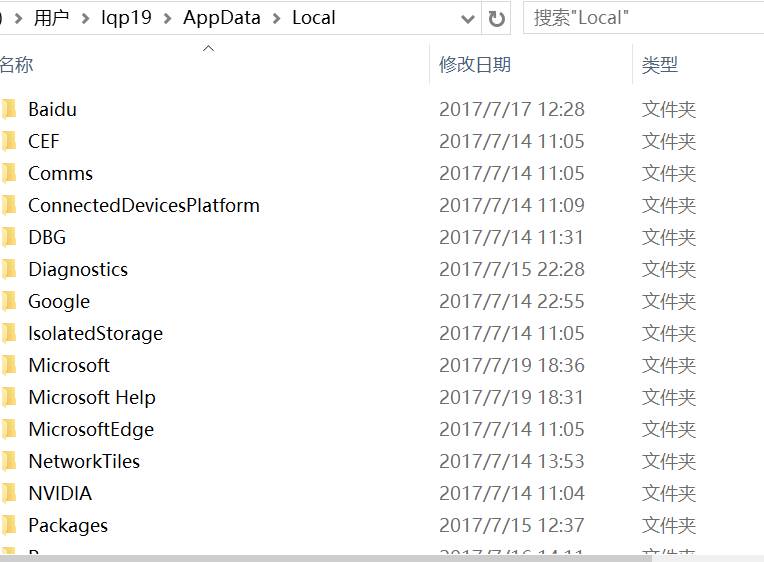 用户 > lqp19 > AppData > Local
搜索"Local"
名称 修改日期 类型
Baidu 2017/7/17 12:28 文件夹
CEF 2017/7/14 11:05 文件夹
Comms 2017/7/14 11:05 文件夹
ConnectedDevicesPlatform 2017/7/14 11:09 文件夹
DBG 2017/7/14 11:31 文件夹
Diagnostics 2017/7/15 22:28 文件夹
Google 2017/7/14 22:55 文件夹
IsolatedStorage 2017/7/14 11:05 文件夹
Microsoft 2017/7/19 18:36 文件夹
Microsoft Help 2017/7/19 18:31 文件夹
MicrosoftEdge 2017/7/14 11:05 文件夹
NetworkTiles 2017/7/14 13:53 文件夹
NVIDIA 2017/7/14 11:04 文件夹
Packages 2017/7/15 12:37 文件夹